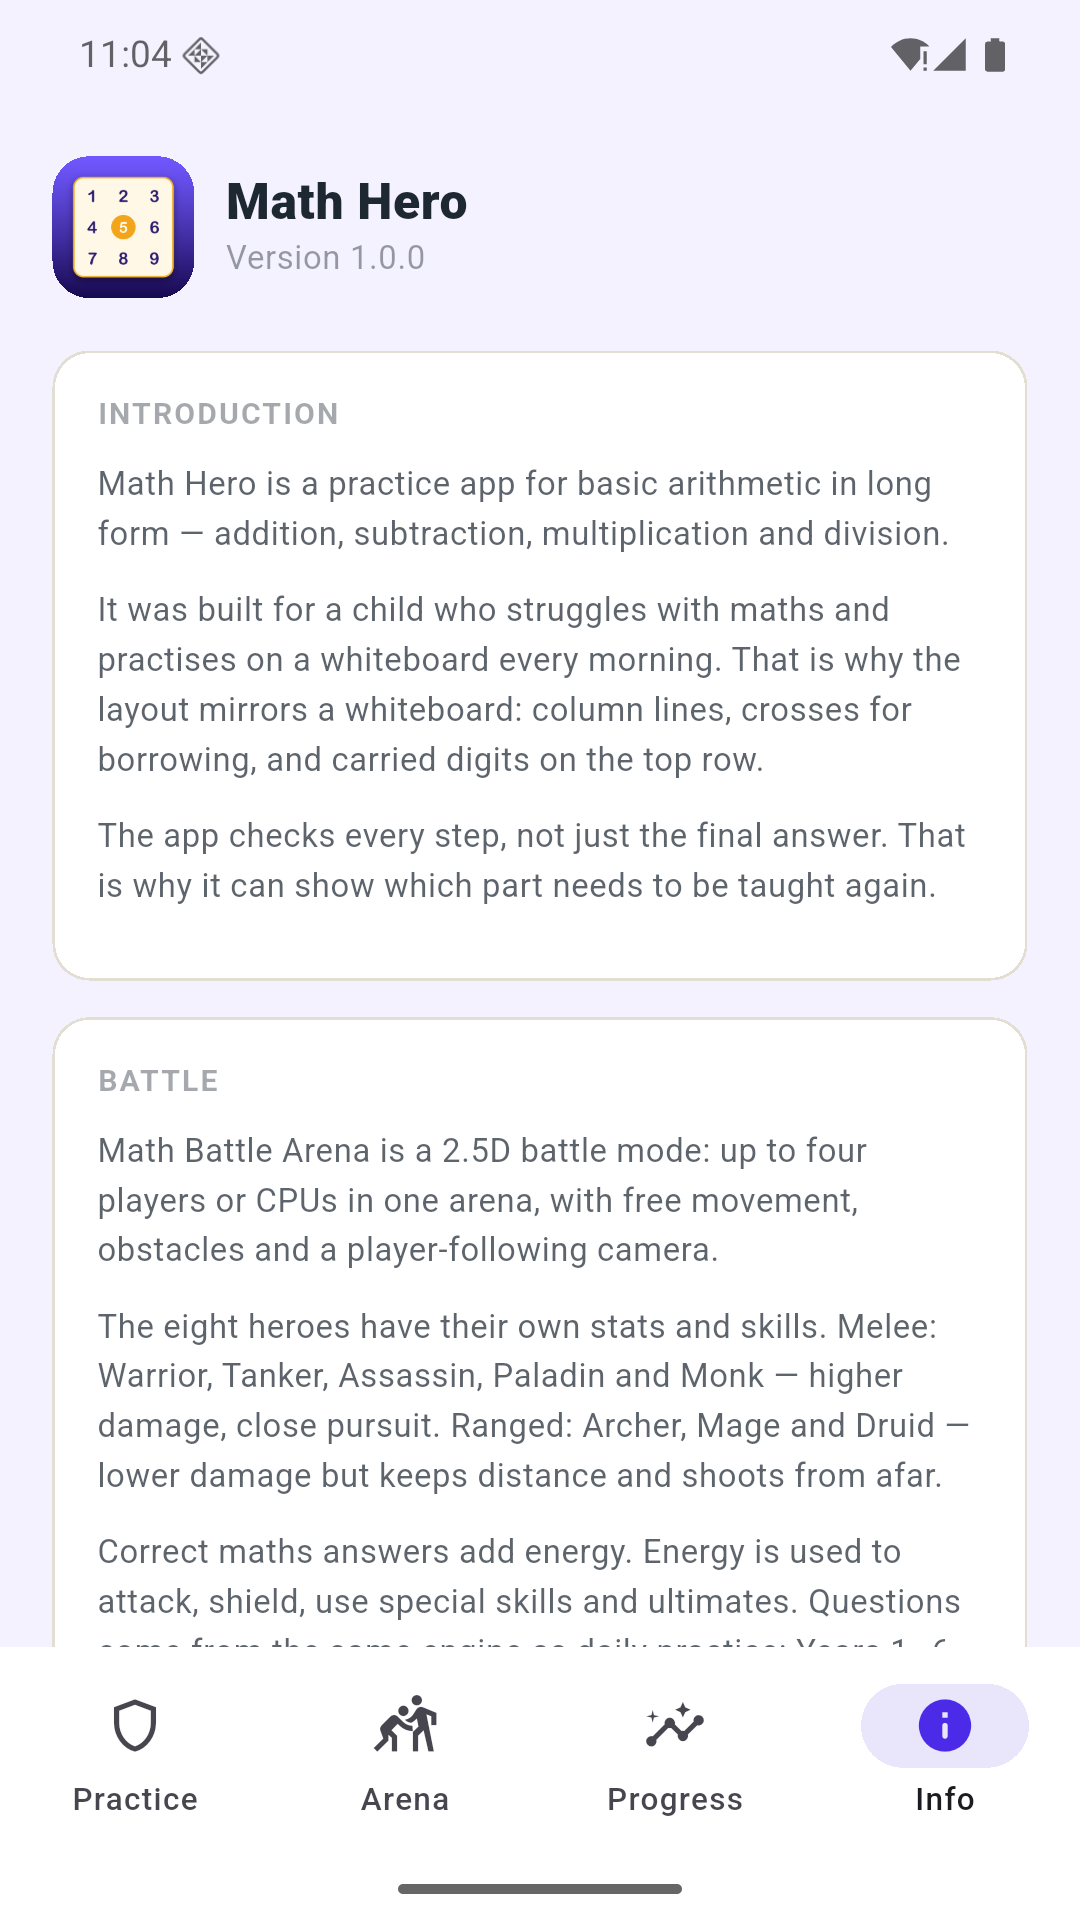 11:04
1 2 3
4 5 6
7 8 9
Math Hero
Version 1.0.0
INTRODUCTION
Math Hero is a practice app for basic arithmetic in long
form — addition, subtraction, multiplication and division.
It was built for a child who struggles with maths and
practises on a whiteboard every morning. That is why the
layout mirrors a whiteboard: column lines, crosses for
borrowing, and carried digits on the top row.
The app checks every step, not just the final answer. That
is why it can show which part needs to be taught again.
BATTLE
Math Battle Arena is a 2.5D battle mode: up to four
players or CPUs in one arena, with free movement,
obstacles and a player-following camera.
The eight heroes have their own stats and skills. Melee:
Warrior, Tanker, Assassin, Paladin and Monk — higher
damage, close pursuit. Ranged: Archer, Mage and Druid —
lower damage but keeps distance and shoots from afar.
Correct maths answers add energy. Energy is used to
attack, shield, use special skills and ultimates. Questions
Practice
Arena
Progress
Info